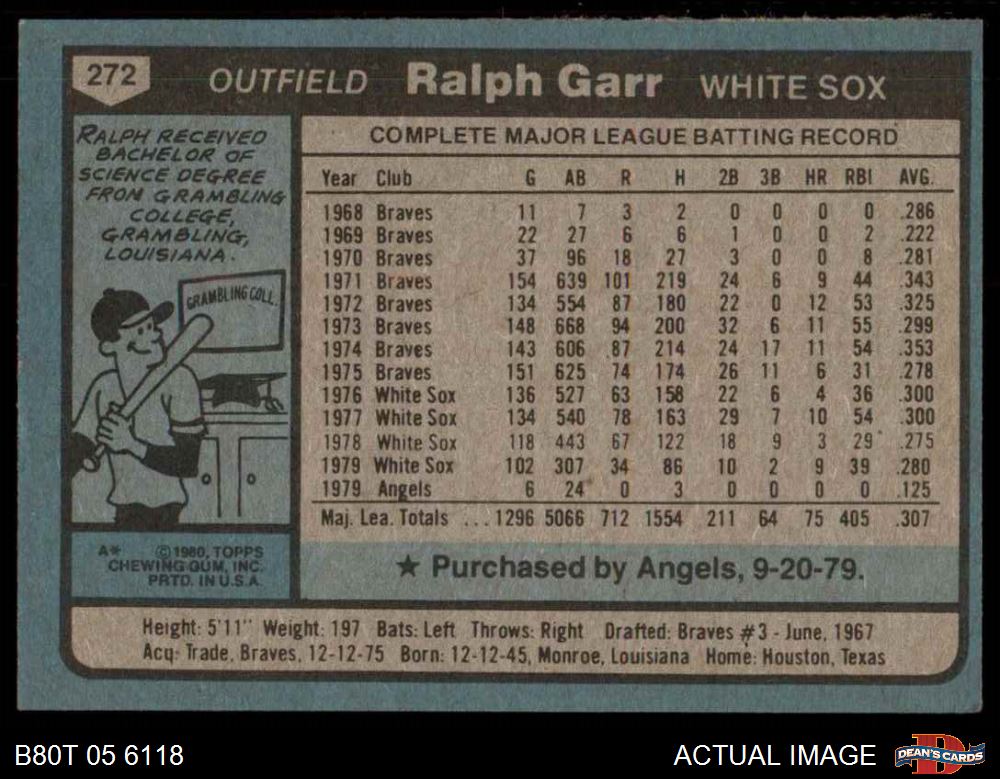 272 OUTFIELD Ralph Garr WHITE SOX
RALPH RECEIVED
BACHELOR OF
SCIENCE DEGREE
FROM GRAMBLING
COLLEGE,
GRAMBLING,
LOUISIANA.
GRAMBLING COLL.
A* © 1980, TOPPS
CHEWING GUM, INC.
PRTD. IN U.S.A.
COMPLETE MAJOR LEAGUE BATTING RECORD
Year Club G AB R H 2B 3B HR RBI AVG.
1968 Braves 11 7 3 2 0 0 0 0 .286
1969 Braves 22 27 6 6 1 0 0 2 .222
1970 Braves 37 96 18 27 3 0 0 8 .281
1971 Braves 154 639 101 219 24 6 9 44 .343
1972 Braves 134 554 87 180 22 0 12 53 .325
1973 Braves 148 668 94 200 32 6 11 55 .299
1974 Braves 143 606 87 214 24 17 11 54 .353
1975 Braves 151 625 74 174 26 11 6 31 .278
1976 White Sox 136 527 63 158 22 6 4 36 .300
1977 White Sox 134 540 78 163 29 7 10 54 .300
1978 White Sox 118 443 67 122 18 9 3 29 .275
1979 White Sox 102 307 34 86 10 2 9 39 .280
1979 Angels 6 24 0 3 0 0 0 0 .125
Maj. Lea. Totals ... 1296 5066 712 1554 211 64 75 405 .307
★ Purchased by Angels, 9-20-79.
Height: 5'11" Weight: 197 Bats: Left Throws: Right Drafted: Braves #3 - June, 1967
Acq: Trade, Braves, 12-12-75 Born: 12-12-45, Monroe, Louisiana Home: Houston, Texas
B80T 05 6118 ACTUAL IMAGE DEAN'S CARDS